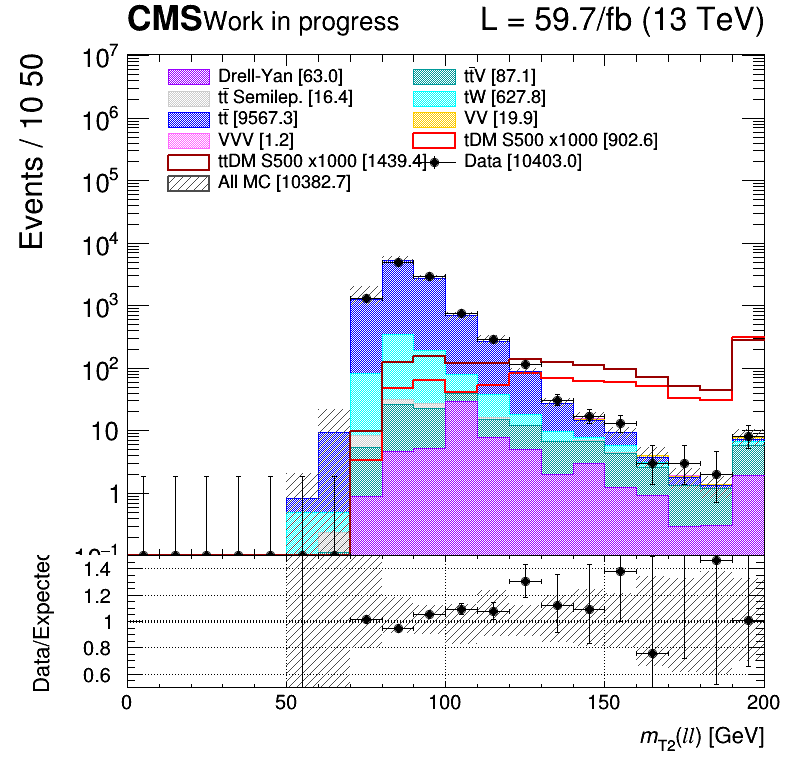 CMS Work in progress L = 59.7/fb (13 TeV)
Events / 10 50
10⁷
10⁶
10⁵
10⁴
10³
10²
10
1
10⁻¹
Drell-Yan [63.0] tt̄V [87.1]
tt̄ Semilep. [16.4] tW [627.8]
tt̄ [9567.3] VV [19.9]
VVV [1.2] tDM S500 x1000 [902.6]
ttDM S500 x1000 [1439.4] Data [10403.0]
All MC [10382.7]
Data/Expected
1.4
1.2
1
0.8
0.6
0 50 100 150 200
m_T2(ll) [GeV]